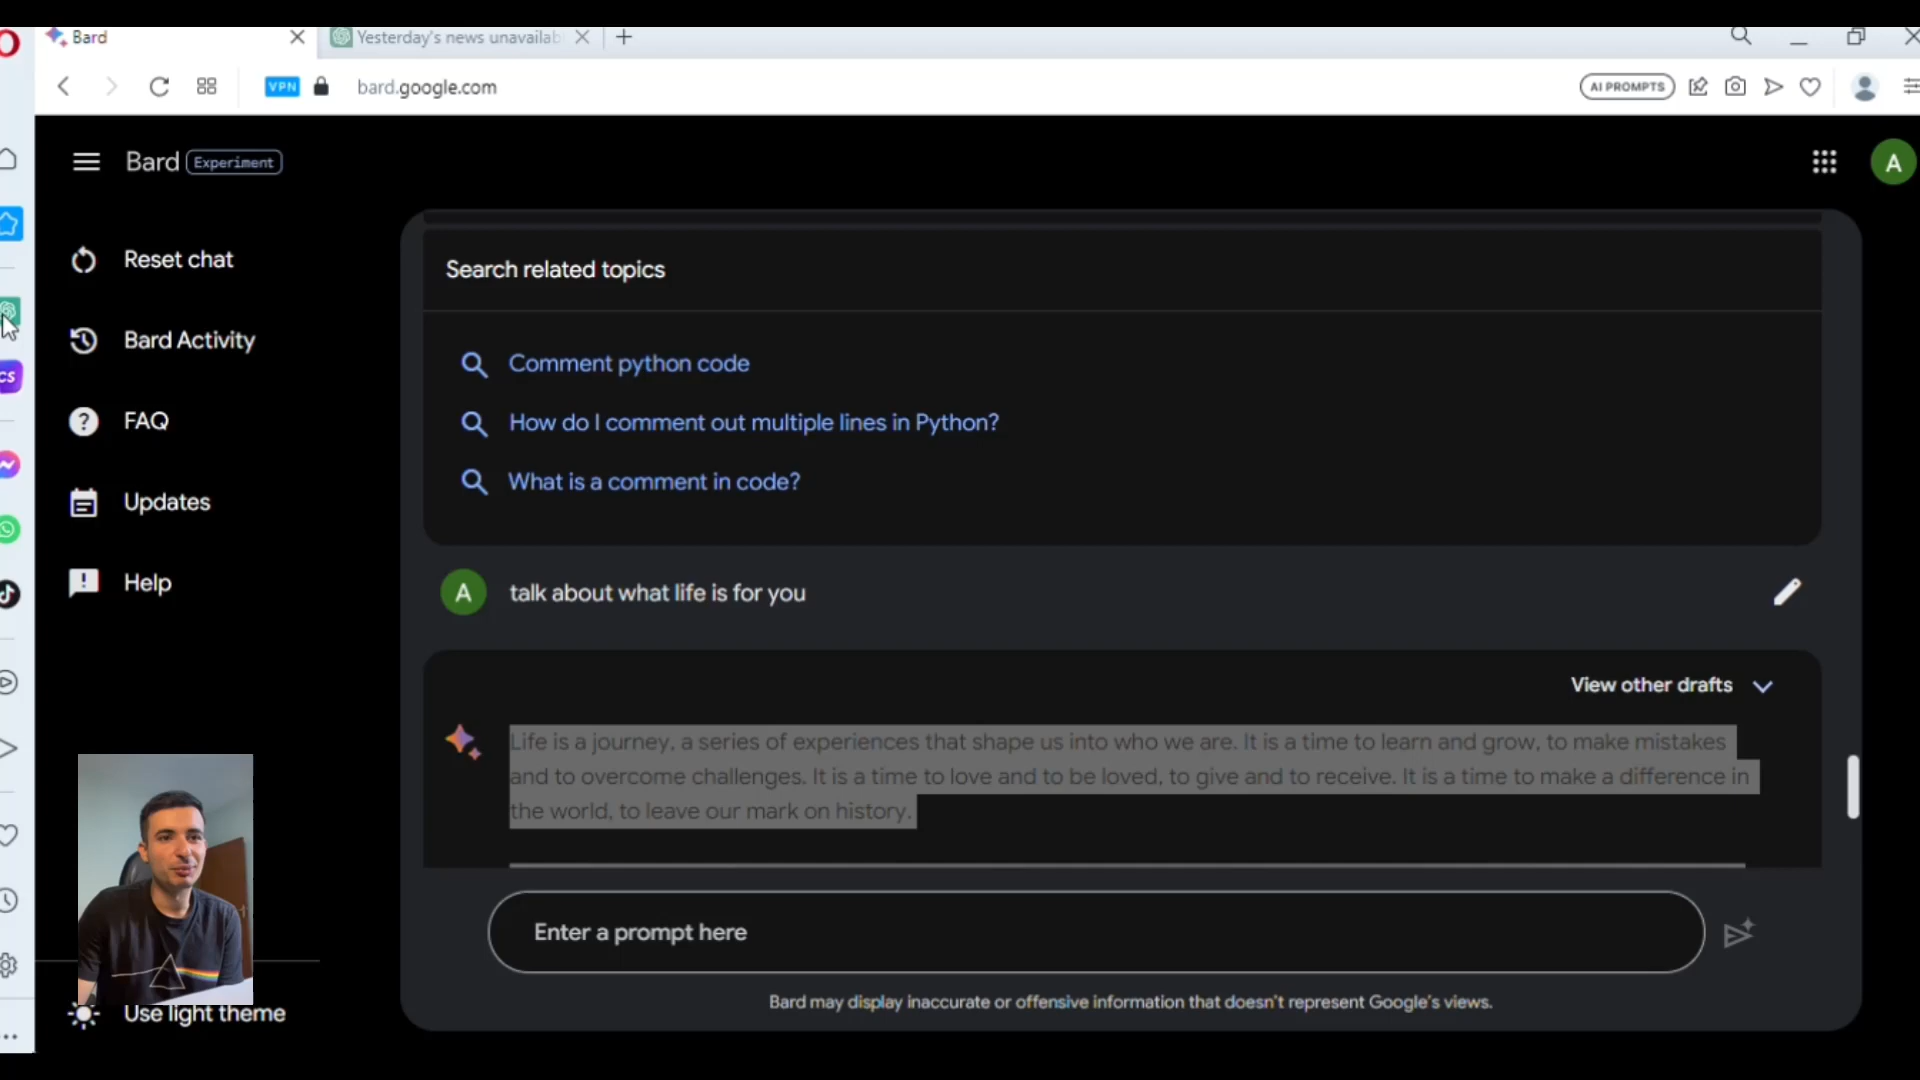 Bard
Yesterday's news unavailab
VPN
bard.google.com
AI PROMPTS
Bard Experiment
A
Reset chat
Bard Activity
FAQ
Updates
Help
Use light theme
Search related topics
Comment python code
How do I comment out multiple lines in Python?
What is a comment in code?
A
talk about what life is for you
View other drafts
Life is a journey, a series of experiences that shape us into who we are. It is a time to learn and grow, to make mistakes
and to overcome challenges. It is a time to love and to be loved, to give and to receive. It is a time to make a difference in
the world, to leave our mark on history.
Enter a prompt here
Bard may display inaccurate or offensive information that doesn't represent Google's views.
CS